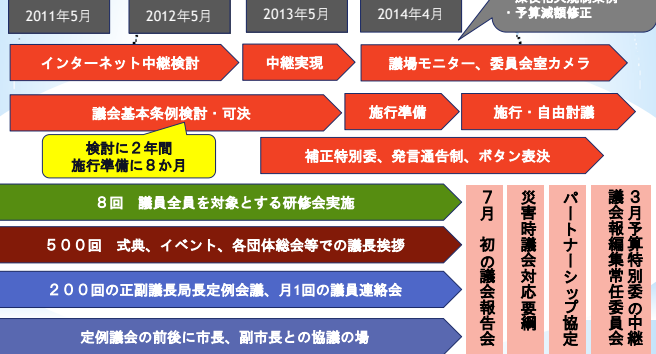 ・予算減額修正
2011年5月
2012年5月
2013年5月
2014年4月
インターネット中継検討
中継実現
議場モニター、委員会室カメラ
議会基本条例検討・可決
施行準備
施行・自由討議
検討に２年間
施行準備に８か月
補正特別委、発言通告制、ボタン表決
８回　議員全員を対象とする研修会実施
５００回　式典、イベント、各団体総会等での議長挨拶
２００回の正副議長局長定例会議、月1回の議員連絡会
定例議会の前後に市長、副市長との協議の場
７月　初の議会報告会
災害時議会対応要綱
パートナーシップ協定
３月予算特別委の中継
議会報編集常任委員会